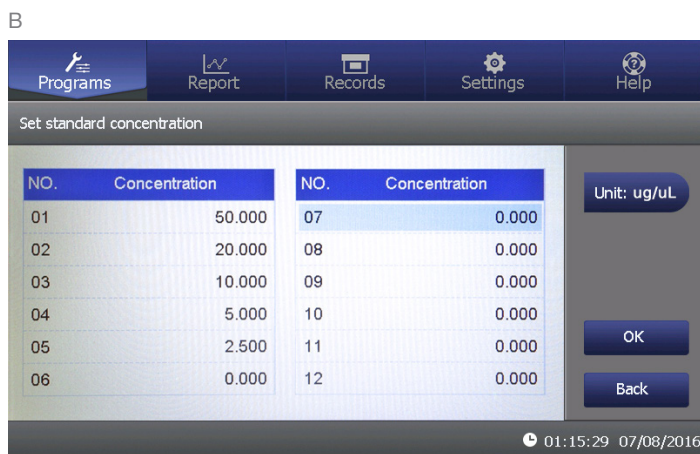 B
Programs Report Records Settings Help
Set standard concentration
NO. Concentration NO. Concentration
Unit: ug/uL
01 50.000 07 0.000
02 20.000 08 0.000
03 10.000 09 0.000
04 5.000 10 0.000
05 2.500 11 0.000
06 0.000 12 0.000
OK
Back
01:15:29 07/08/2016